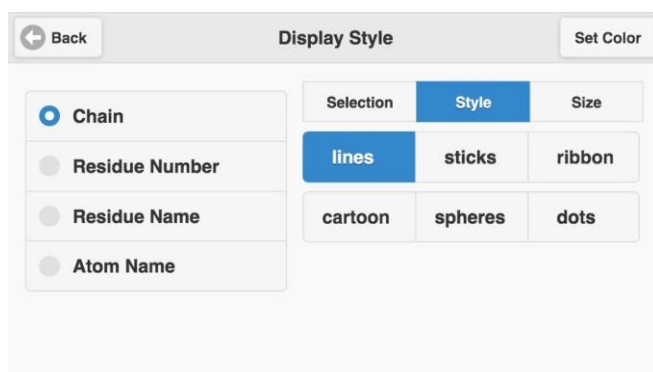 Back
Display Style
Set Color
Chain
Residue Number
Residue Name
Atom Name
Selection
Style
Size
lines
sticks
ribbon
cartoon
spheres
dots